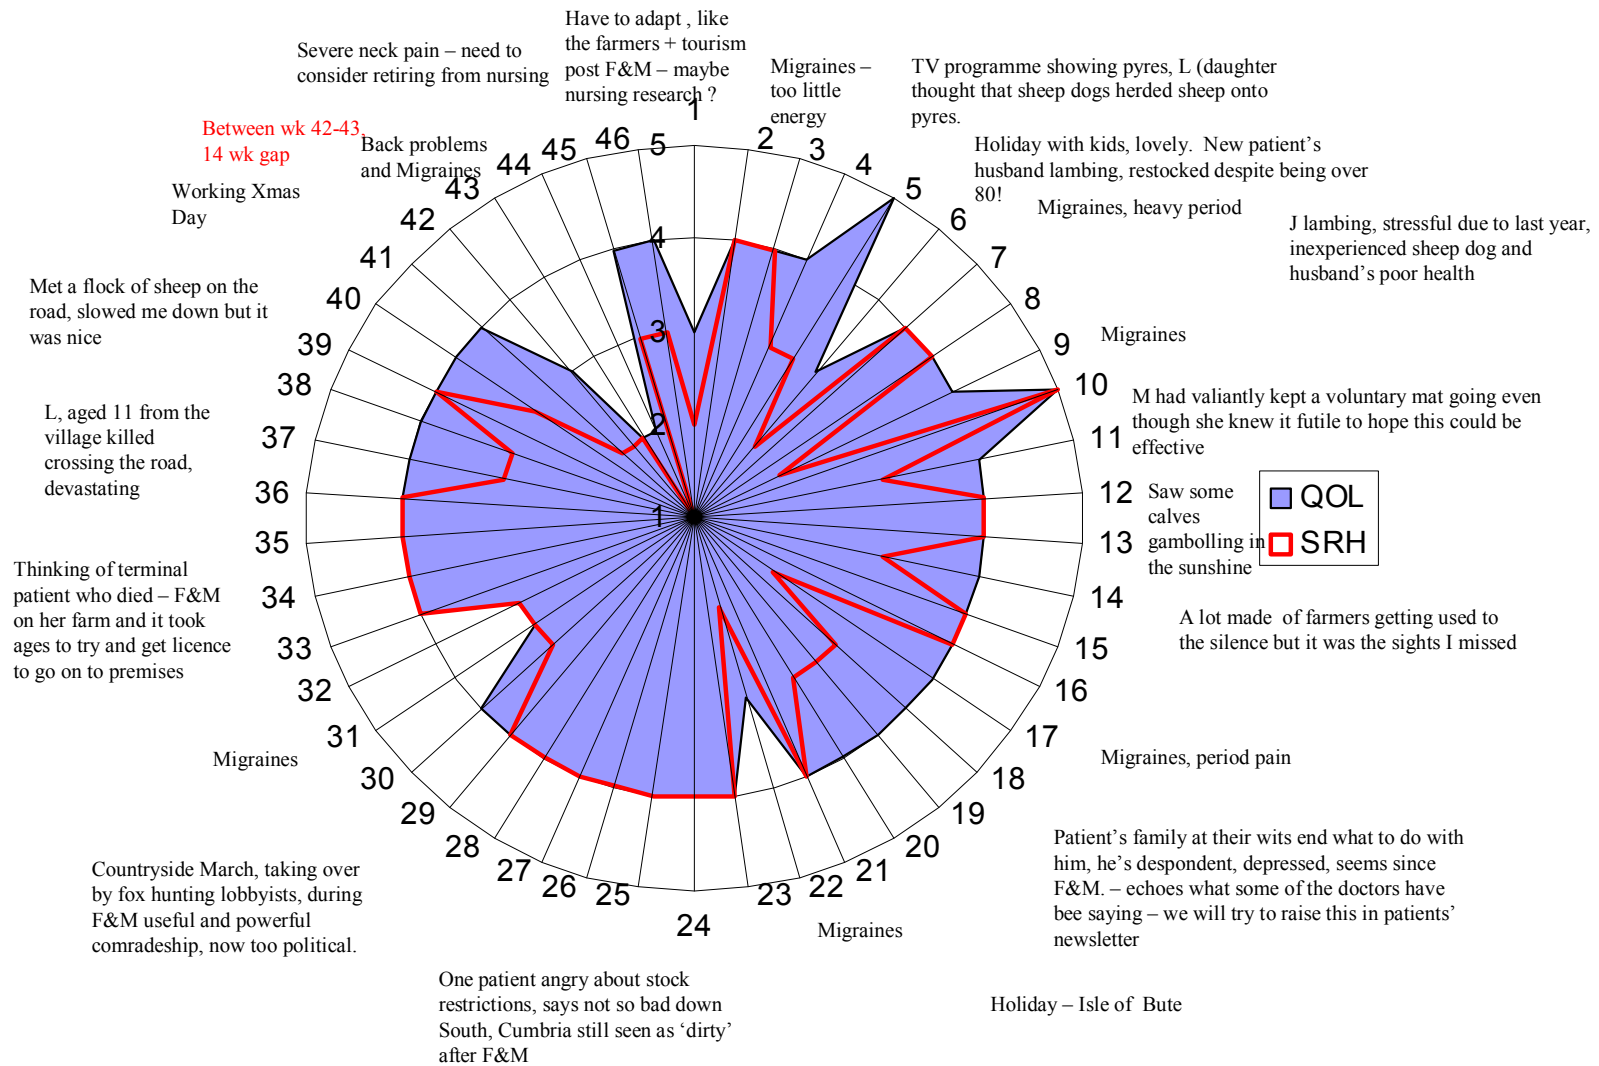 Have to adapt , like
the farmers + tourism
post F&M – maybe
nursing research ?
Severe neck pain – need to
consider retiring from nursing
Migraines –
too little
energy
TV programme showing pyres, L (daughter
thought that sheep dogs herded sheep onto
pyres.
Between wk 42-43,
14 wk gap
Back problems
and Migraines
Holiday with kids, lovely. New patient’s
husband lambing, restocked despite being over
80!
Working Xmas
Day
Migraines, heavy period
J lambing, stressful due to last year,
inexperienced sheep dog and
husband’s poor health
Met a flock of sheep on the
road, slowed me down but it
was nice
Migraines
L, aged 11 from the
village killed
crossing the road,
devastating
M had valiantly kept a voluntary mat going even
though she knew it futile to hope this could be
effective
Saw some
calves
gambolling in
the sunshine
QOL
SRH
Thinking of terminal
patient who died – F&M
on her farm and it took
ages to try and get licence
to go on to premises
A lot made of farmers getting used to
the silence but it was the sights I missed
Migraines
Migraines, period pain
Countryside March, taking over
by fox hunting lobbyists, during
F&M useful and powerful
comradeship, now too political.
Patient’s family at their wits end what to do with
him, he’s despondent, depressed, seems since
F&M. – echoes what some of the doctors have
bee saying – we will try to raise this in patients’
newsletter
Migraines
One patient angry about stock
restrictions, says not so bad down
South, Cumbria still seen as ‘dirty’
after F&M
Holiday – Isle of Bute
1
2
3
4
5
6
7
8
9
10
11
12
13
14
15
16
17
18
19
20
21
22
23
24
25
26
27
28
29
30
31
32
33
34
35
36
37
38
39
40
41
42
43
44
45
46
5
4
3
2
1